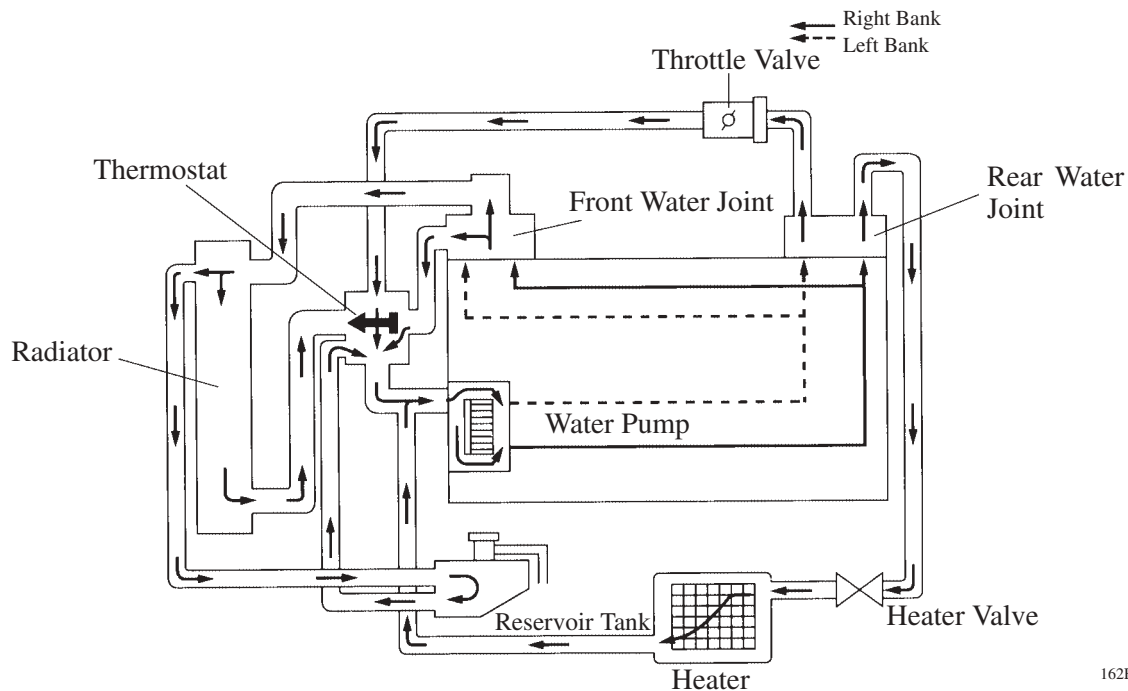 Right Bank
Left Bank
Throttle Valve
Thermostat
Front Water Joint
Rear Water
Joint
Radiator
Water Pump
Reservoir Tank
Heater Valve
Heater